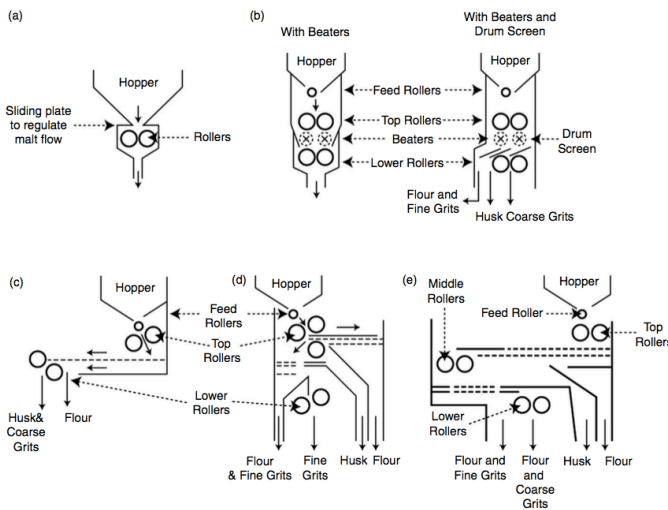 (a)
Hopper
Sliding plate
to regulate
malt flow
Rollers
(b)
With Beaters
With Beaters and
Drum Screen
Hopper
Hopper
Feed Rollers
Top Rollers
Beaters
Drum
Screen
Lower Rollers
Flour and
Fine Grits
Husk Coarse Grits
(c)
Hopper
Feed
Rollers
Top
Rollers
Lower
Rollers
Husk&
Coarse
Grits
Flour
(d)
Hopper
Flour
& Fine Grits
Fine
Grits
Husk
Flour
(e)
Middle
Rollers
Hopper
Feed Roller
Top
Rollers
Lower
Rollers
Flour and
Fine Grits
Flour
and
Coarse
Grits
Husk
Flour